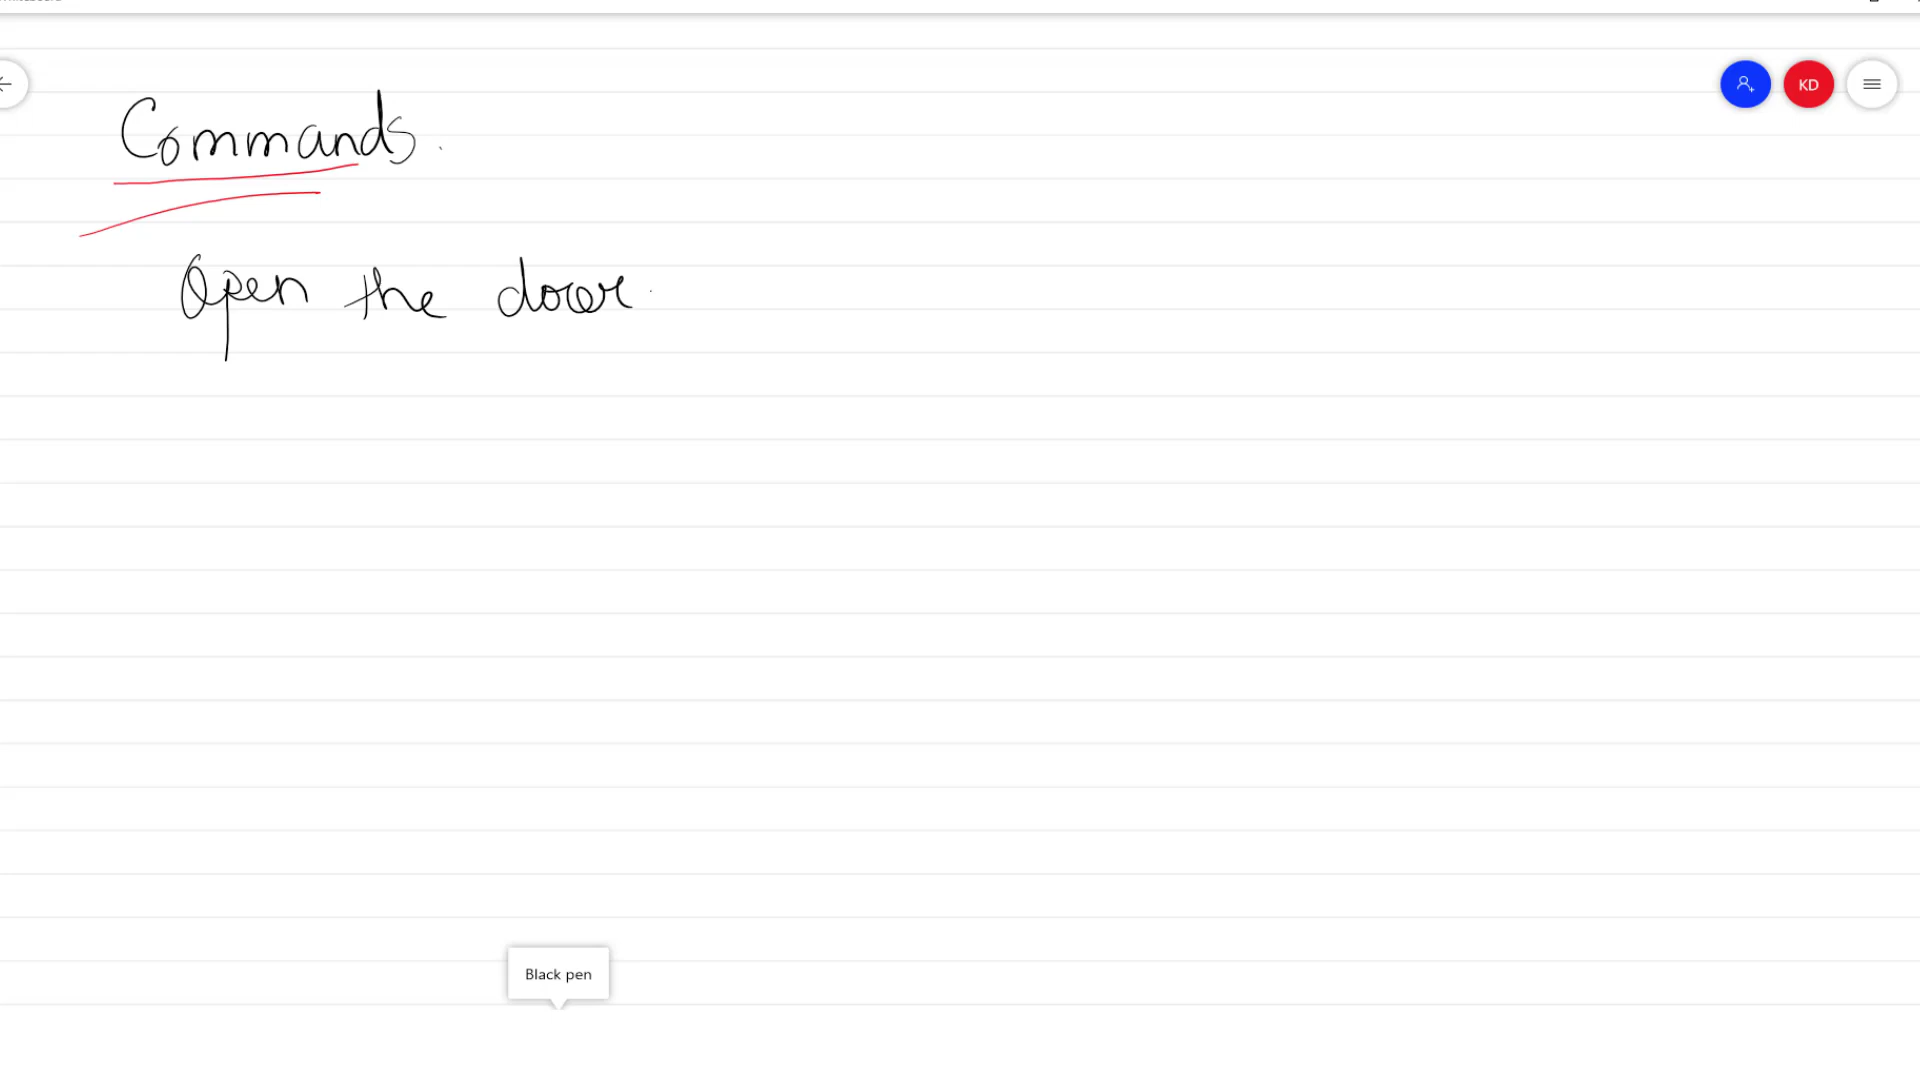 KD
Commands.
Open the door.
Black pen